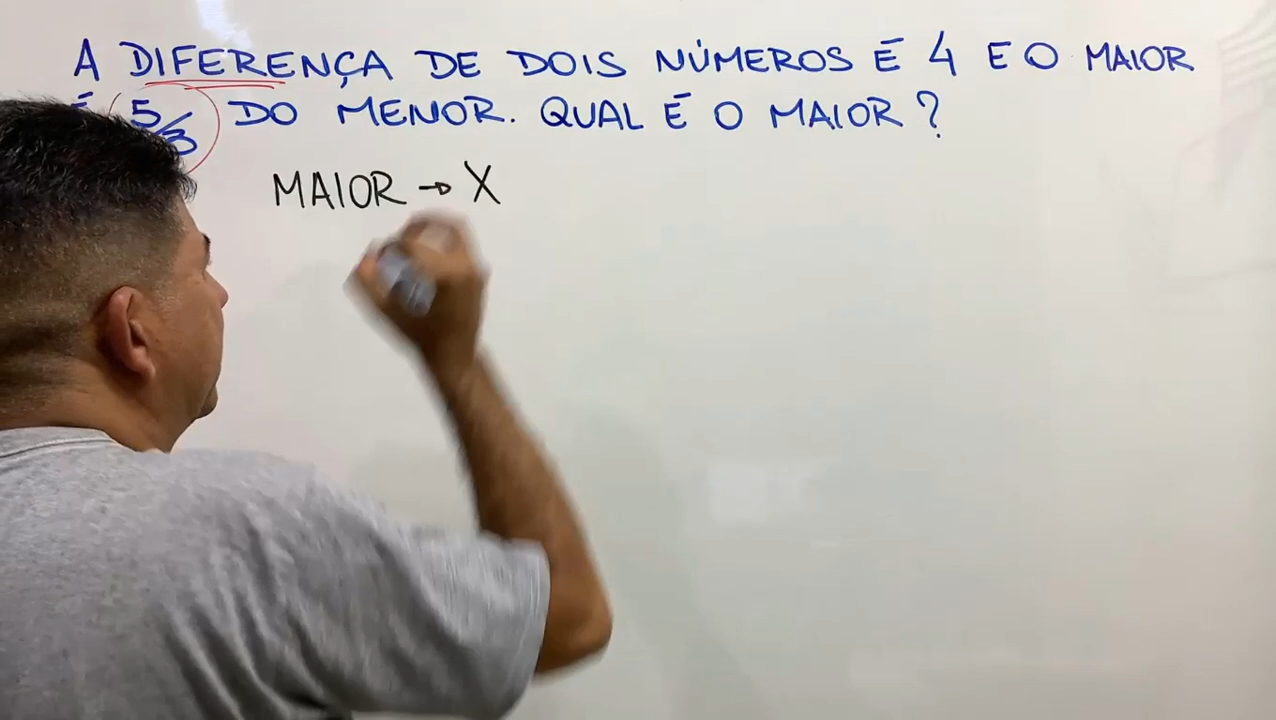 A DIFERENÇA DE DOIS NÚMEROS É 4 E O MAIOR
É 5/3 DO MENOR. QUAL É O MAIOR?
MAIOR → X